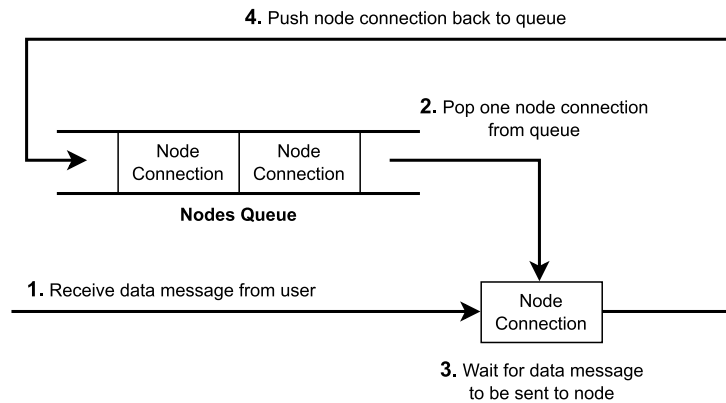 4. Push node connection back to queue
2. Pop one node connection
from queue
Node
Connection
Node
Connection
Nodes Queue
1. Receive data message from user
Node
Connection
3. Wait for data message
to be sent to node